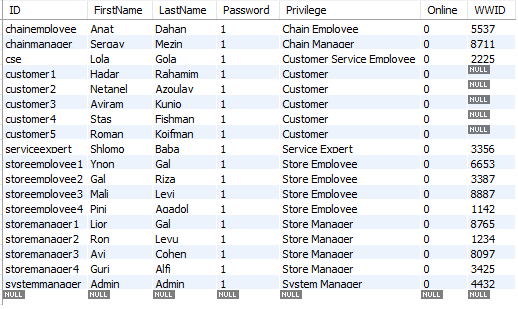 ID FirstName LastName Password Privilege Online WWID
chainemployee Anat Dahan 1 Chain Employee 0 5537
chainmanager Sergay Mezin 1 Chain Manager 0 8711
cse Lola Gola 1 Customer Service Employee 0 2225
customer1 Hadar Rahamim 1 Customer 0 NULL
customer2 Netanel Azoulay 1 Customer 0 NULL
customer3 Aviram Kunio 1 Customer 0 NULL
customer4 Stas Fishman 1 Customer 0 NULL
customer5 Roman Koifman 1 Customer 0 NULL
serviceexpert Shlomo Baba 1 Service Expert 0 3356
storeemployee1 Ynon Gal 1 Store Employee 0 6653
storeemployee2 Gal Riza 1 Store Employee 0 3387
storeemployee3 Mali Levi 1 Store Employee 0 8887
storeemployee4 Pini Agadol 1 Store Employee 0 1142
storemanager1 Lior Gal 1 Store Manager 0 8765
storemanager2 Ron Levu 1 Store Manager 0 1234
storemanager3 Avi Cohen 1 Store Manager 0 8097
storemanager4 Guri Alfi 1 Store Manager 0 3425
systemmanager Admin Admin 1 System Manager 0 4432
NULL NULL NULL NULL NULL NULL NULL